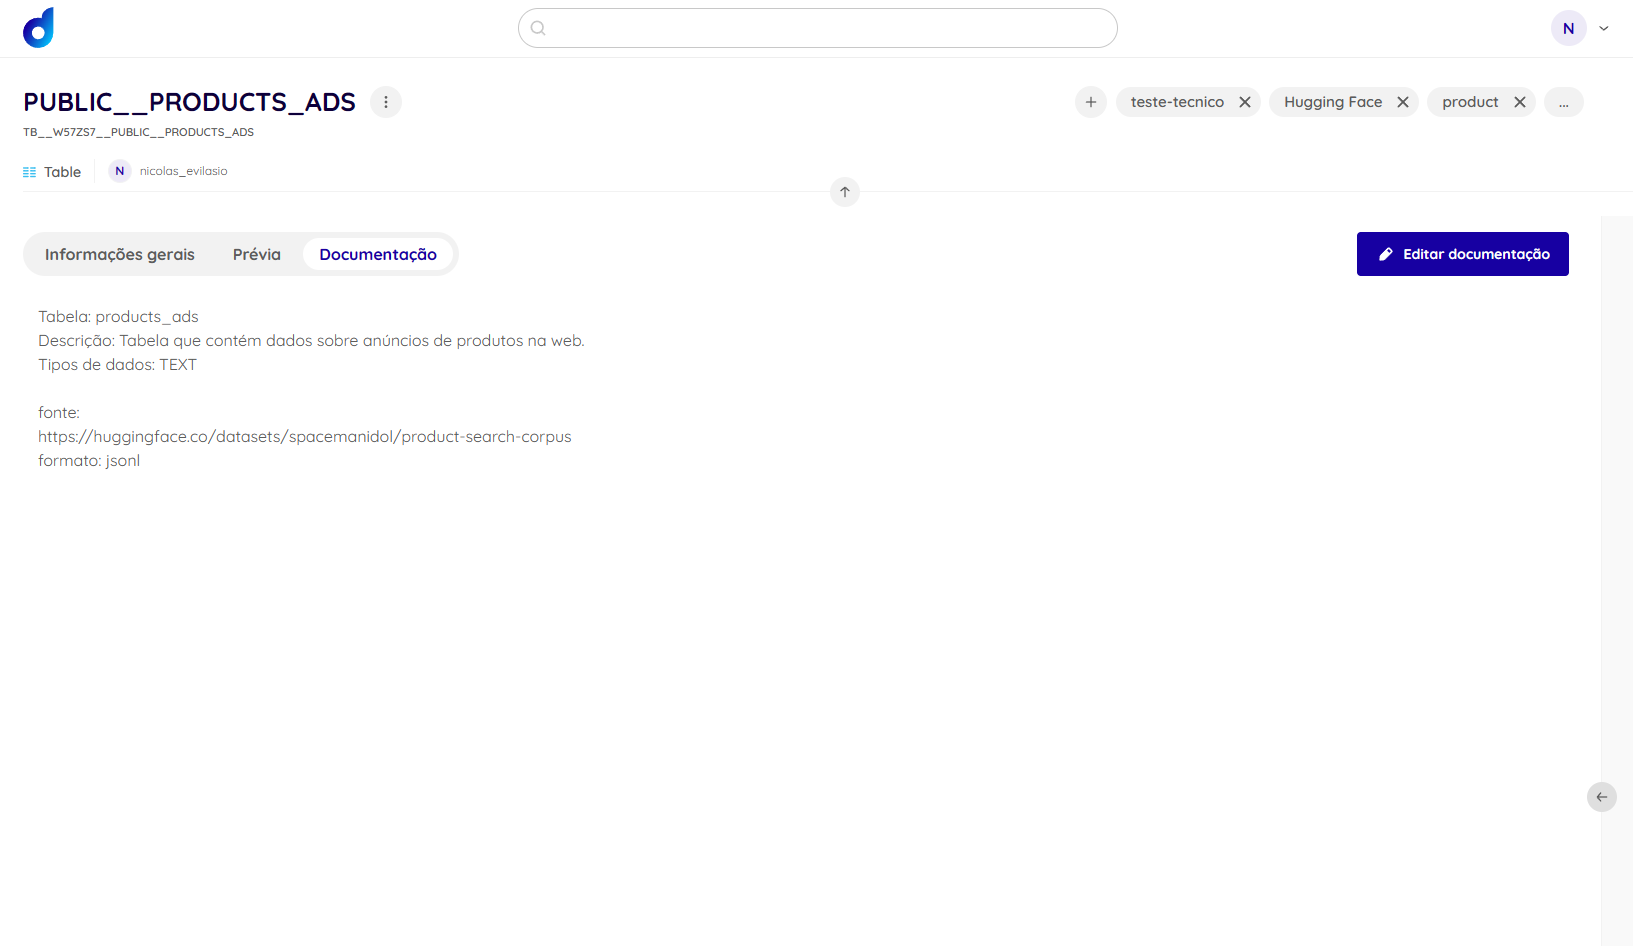 N
PUBLIC__PRODUCTS_ADS
teste-tecnico
Hugging Face
product
...
TB__W57ZS7__PUBLIC__PRODUCTS_ADS
Table
N
nicolas_evilasio
Informações gerais
Prévia
Documentação
Editar documentação
Tabela: products_ads
Descrição: Tabela que contém dados sobre anúncios de produtos na web.
Tipos de dados: TEXT
fonte:
https://huggingface.co/datasets/spacemanidol/product-search-corpus
formato: jsonl